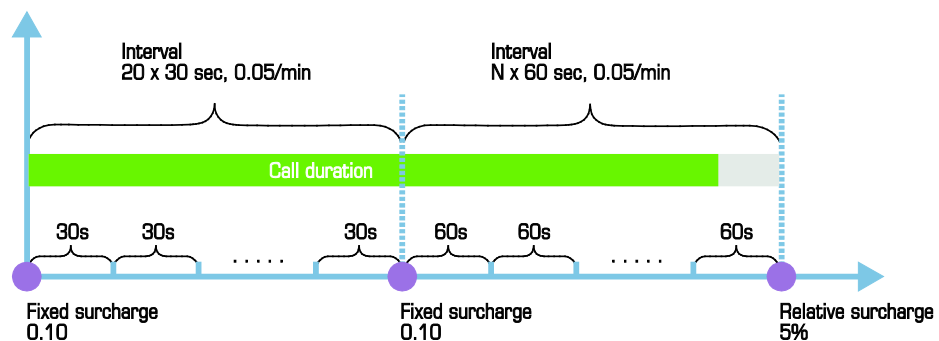 Interval
20 x 30 sec, 0.05/min
Interval
N x 60 sec, 0.05/min
Call duration
30s
30s
.....
30s
60s
60s
.....
60s
Fixed surcharge
0.10
Fixed surcharge
0.10
Relative surcharge
5%